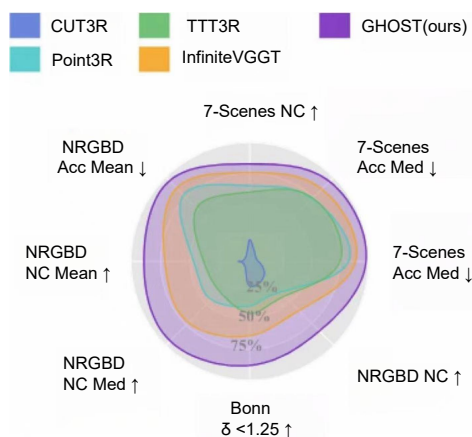 CUT3R
TTT3R
GHOST(ours)
Point3R
InfiniteVGGT
7-Scenes NC ↑
NRGBD
Acc Mean ↓
7-Scenes
Acc Med ↓
NRGBD
NC Mean ↑
7-Scenes
Acc Med ↓
25%
50%
75%
NRGBD
NC Med ↑
NRGBD NC ↑
Bonn
δ <1.25 ↑